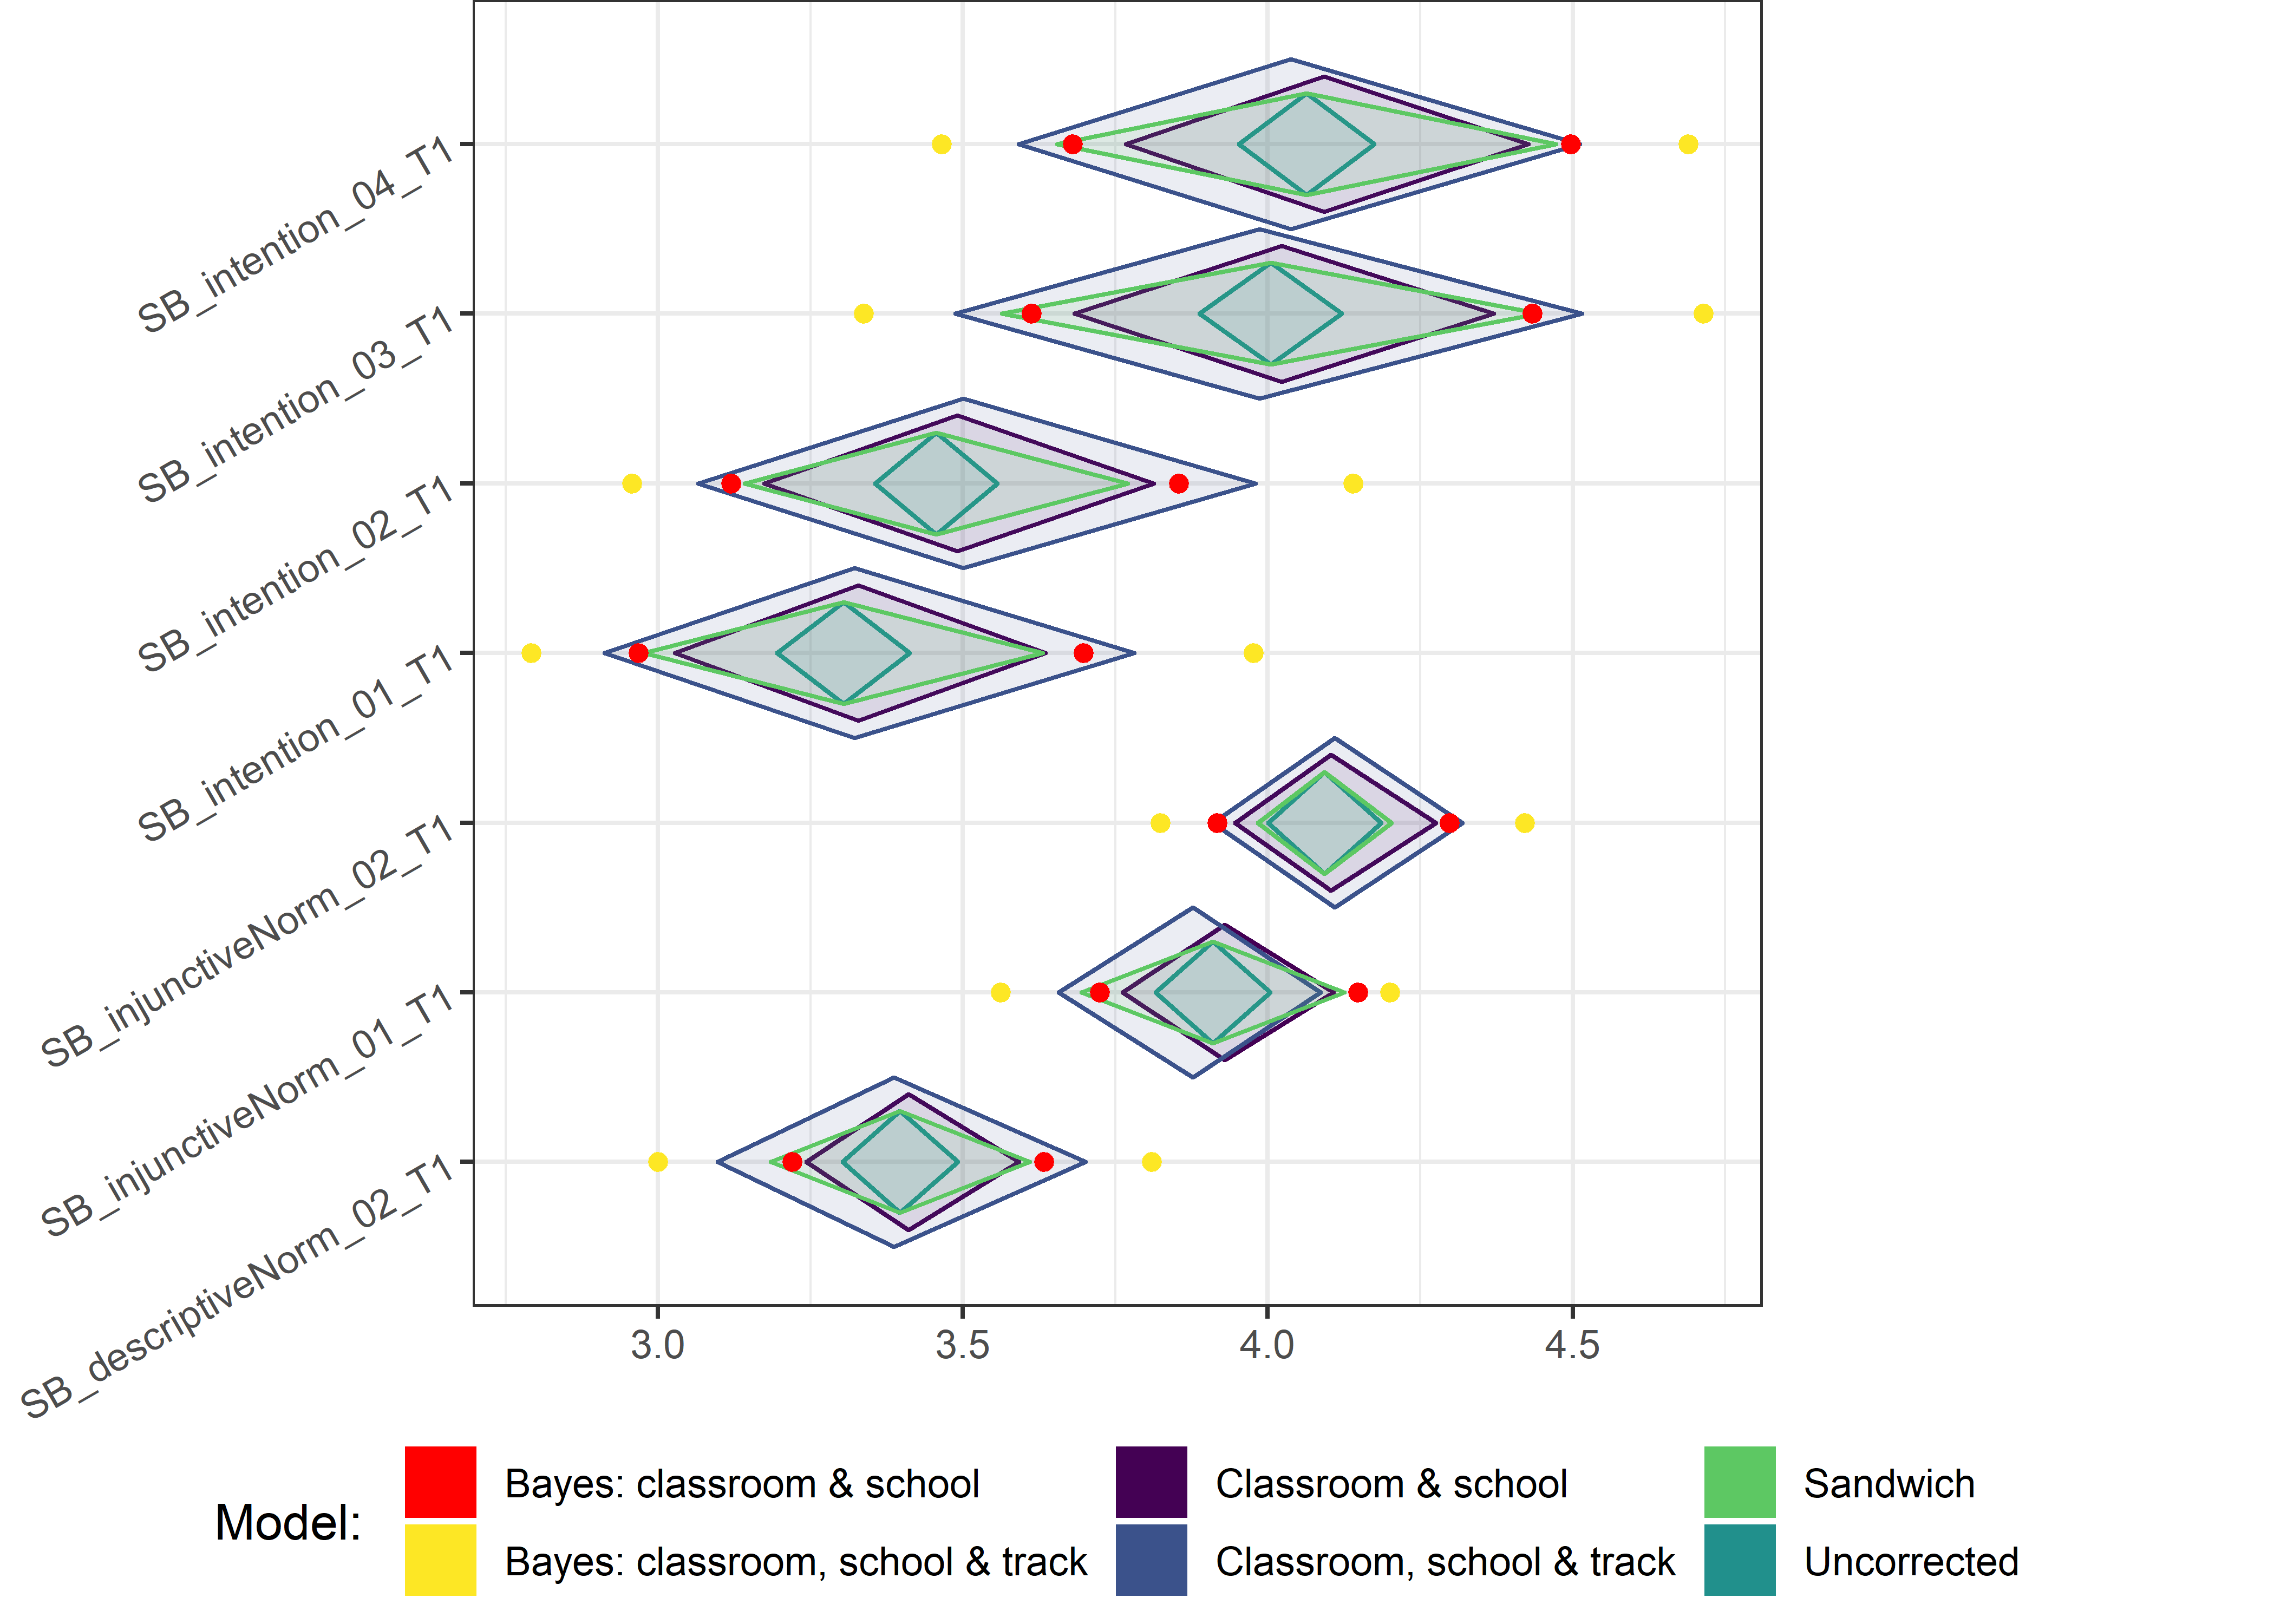 SB_intention_04_T1
SB_intention_03_T1
SB_intention_02_T1
SB_intention_01_T1
SB_injunctiveNorm_02_T1
SB_injunctiveNorm_01_T1
SB_descriptiveNorm_02_T1
3.0 3.5 4.0 4.5
Model:
Bayes: classroom & school
Classroom & school
Sandwich
Bayes: classroom, school & track
Classroom, school & track
Uncorrected